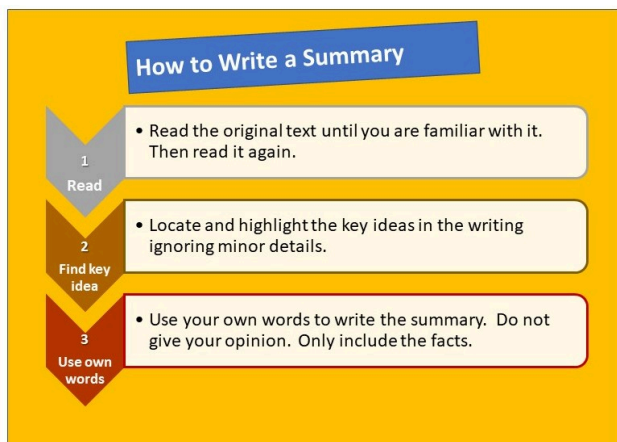 How to Write a Summary
1
Read
• Read the original text until you are familiar with it.
Then read it again.
2
Find key
idea
• Locate and highlight the key ideas in the writing
ignoring minor details.
3
Use own
words
• Use your own words to write the summary.  Do not
give your opinion.  Only include the facts.